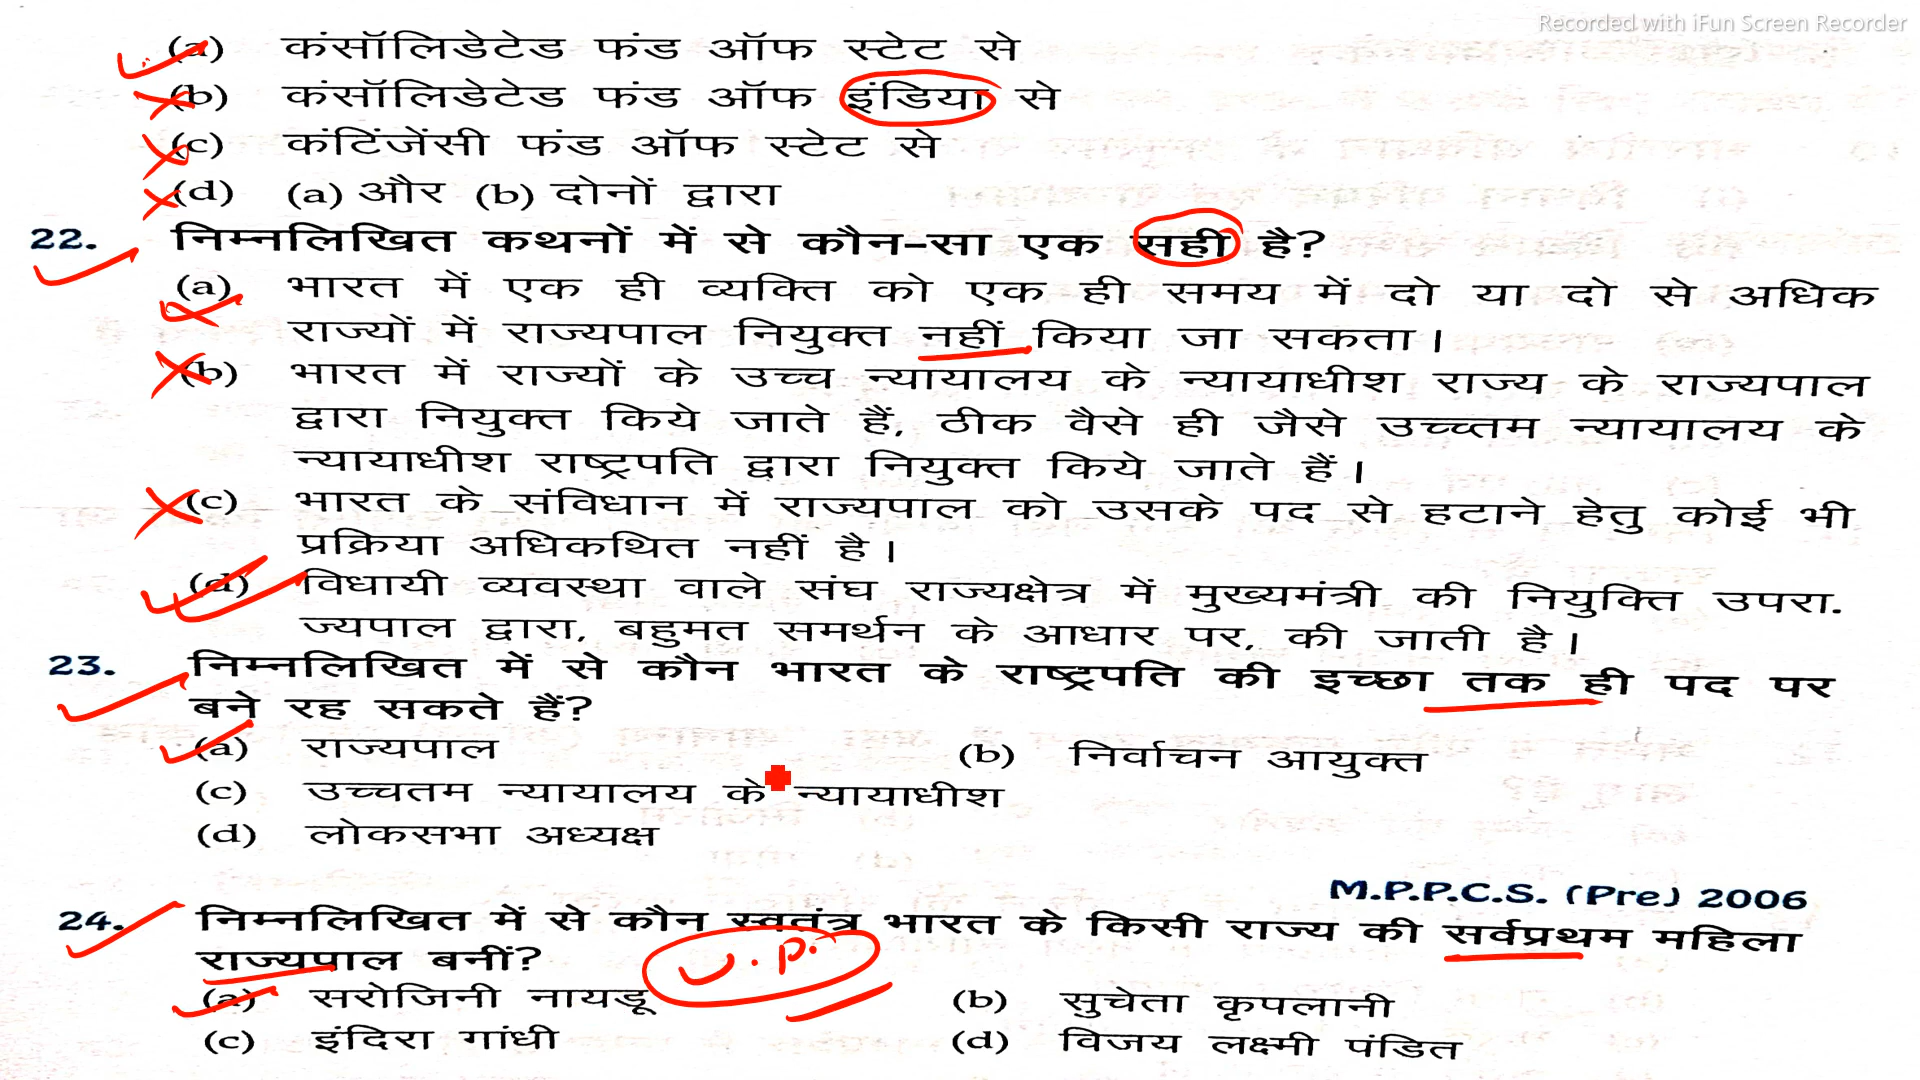 Recorded with iFun Screen Recorder
(a) कंसॉलिडेटेड फंड ऑफ स्टेट से
(b) कंसॉलिडेटेड फंड ऑफ इंडिया से
(c) कंटिंजेंसी फंड ऑफ स्टेट से
(d) (a) और (b) दोनों द्वारा
22. निम्नलिखित कथनों में से कौन-सा एक सही है?
(a) भारत में एक ही व्यक्ति को एक ही समय में दो या दो से अधिक
राज्यों में राज्यपाल नियुक्त नहीं किया जा सकता।
(b) भारत में राज्यों के उच्च न्यायालय के न्यायाधीश राज्य के राज्यपाल
द्वारा नियुक्त किये जाते हैं, ठीक वैसे ही जैसे उच्च्तम न्यायालय के
न्यायाधीश राष्ट्रपति द्वारा नियुक्त किये जाते हैं।
(c) भारत के संविधान में राज्यपाल को उसके पद से हटाने हेतु कोई भी
प्रक्रिया अधिकथित नहीं है।
(d) विधायी व्यवस्था वाले संघ राज्यक्षेत्र में मुख्यमंत्री की नियुक्ति उपरा.
ज्यपाल द्वारा, बहुमत समर्थन के आधार पर, की जाती है।
23. निम्नलिखित में से कौन भारत के राष्ट्रपति की इच्छा तक ही पद पर
बने रह सकते हैं?
(a) राज्यपाल (b) निर्वाचन आयुक्त
(c) उच्चतम न्यायालय के न्यायाधीश
(d) लोकसभा अध्यक्ष
M.P.P.C.S. (Pre) 2006
24. निम्नलिखित में से कौन स्वतंत्र भारत के किसी राज्य की सर्वप्रथम महिला
राज्यपाल बनीं? U.P.
(a) सरोजिनी नायडू (b) सुचेता कृपलानी
(c) इंदिरा गांधी (d) विजय लक्ष्मी पंडित